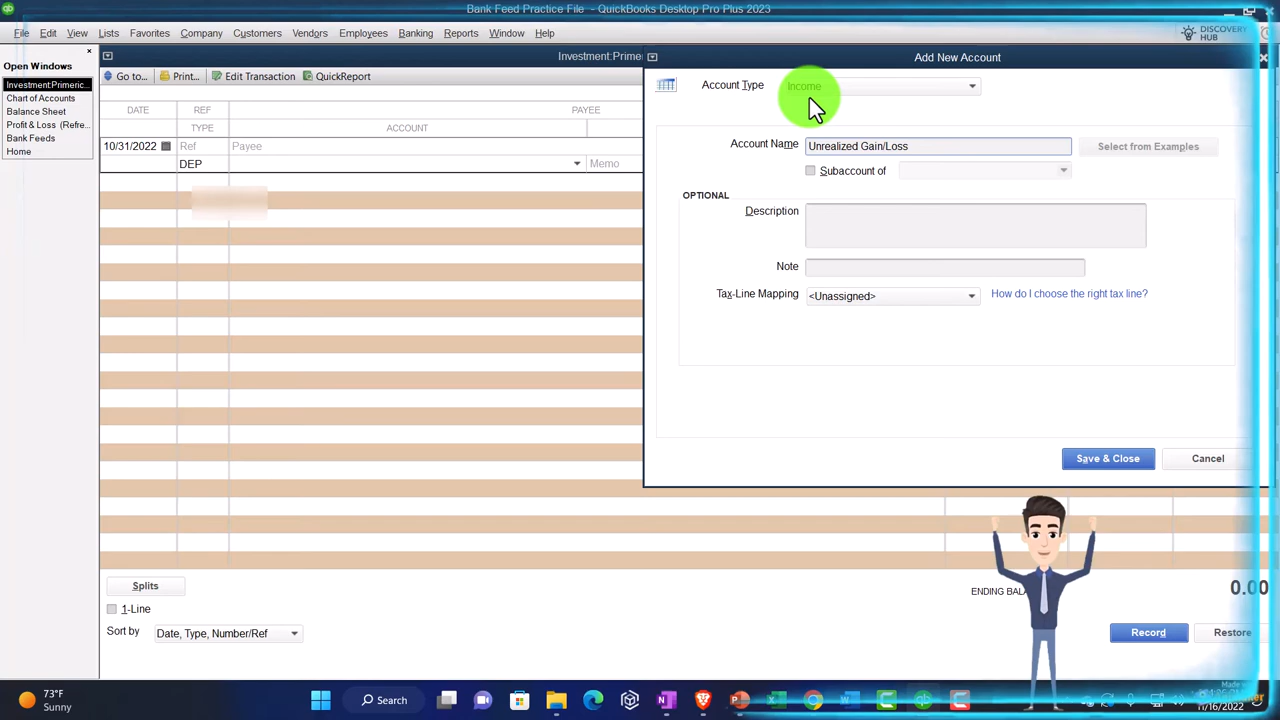 Bank Feed Practice File - QuickBooks Desktop Pro Plus 2023
File Edit View Lists Favorites Company Customers Vendors Employees Banking Reports Window Help
DISCOVERY HUB
Open Windows
Investment:Primeric...
Chart of Accounts
Balance Sheet
Profit & Loss (Refre...
Bank Feeds
Home
Investment:Prime
Go to... Print... Edit Transaction QuickReport
DATE REF PAYEE
TYPE ACCOUNT
10/31/2022 Ref Payee
DEP Memo
Add New Account
Account Type Income
Account Name Unrealized Gain/Loss Select from Examples
Subaccount of
OPTIONAL
Description
Note
Tax-Line Mapping <Unassigned> How do I choose the right tax line?
Save & Close Cancel
Splits
1-Line
Sort by Date, Type, Number/Ref
ENDING BALA 0.00
Record Restore
73°F
Sunny
Search
Made with
11/16/2022